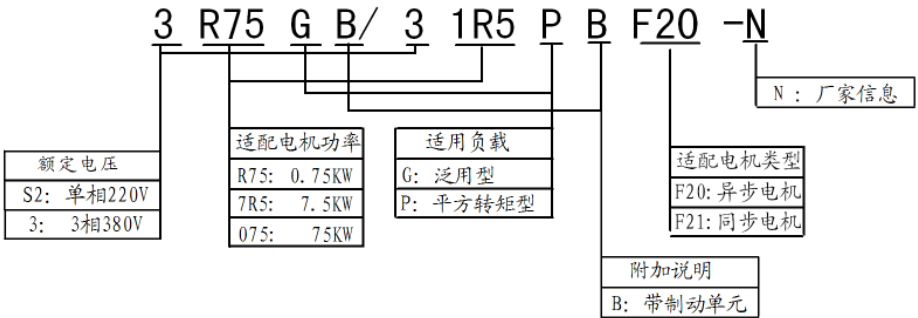 3 R75 G B/ 3 1R5 P B F20 -N
N : 厂家信息
额定电压
S2: 单相220V
3: 3相380V
适配电机功率
R75: 0.75KW
7R5: 7.5KW
075: 75KW
适用负载
G: 泛用型
P: 平方转矩型
适配电机类型
F20:异步电机
F21:同步电机
附加说明
B: 带制动单元